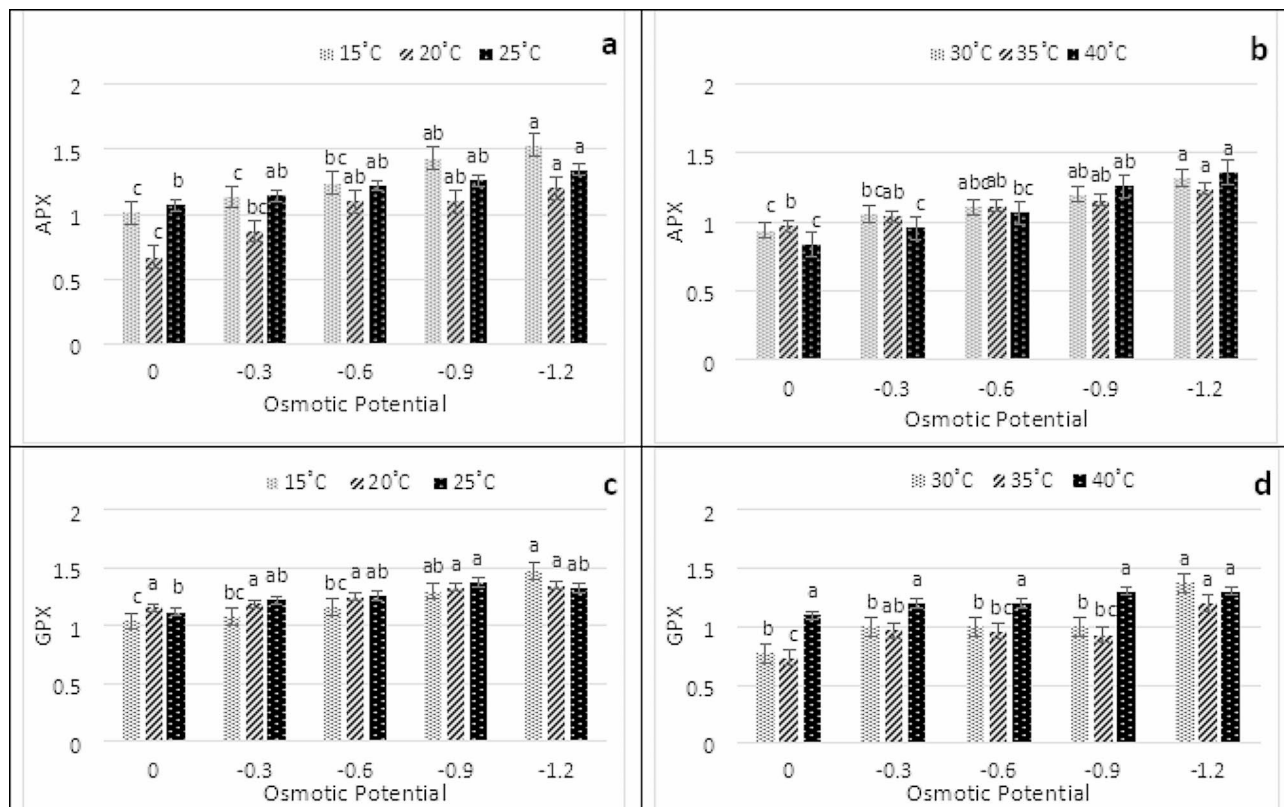 a
15°C 20°C 25°C
2
1.5
1
0.5
0
APX
c c b
c bc ab
bc ab ab
ab ab ab
a a a
0 -0.3 -0.6 -0.9 -1.2
Osmotic Potential
b
30°C 35°C 40°C
2
1.5
1
0.5
0
APX
c b c
bc ab c
abc ab bc
ab ab ab
a a a
0 -0.3 -0.6 -0.9 -1.2
Osmotic Potential
c
15°C 20°C 25°C
2
1.5
1
0.5
0
GPX
c a b
bc a ab
bc a ab
ab a a
a a ab
0 -0.3 -0.6 -0.9 -1.2
Osmotic Potential
d
30°C 35°C 40°C
2
1.5
1
0.5
0
GPX
b c a
b ab a
b bc a
b bc a
a a a
0 -0.3 -0.6 -0.9 -1.2
Osmotic Potential